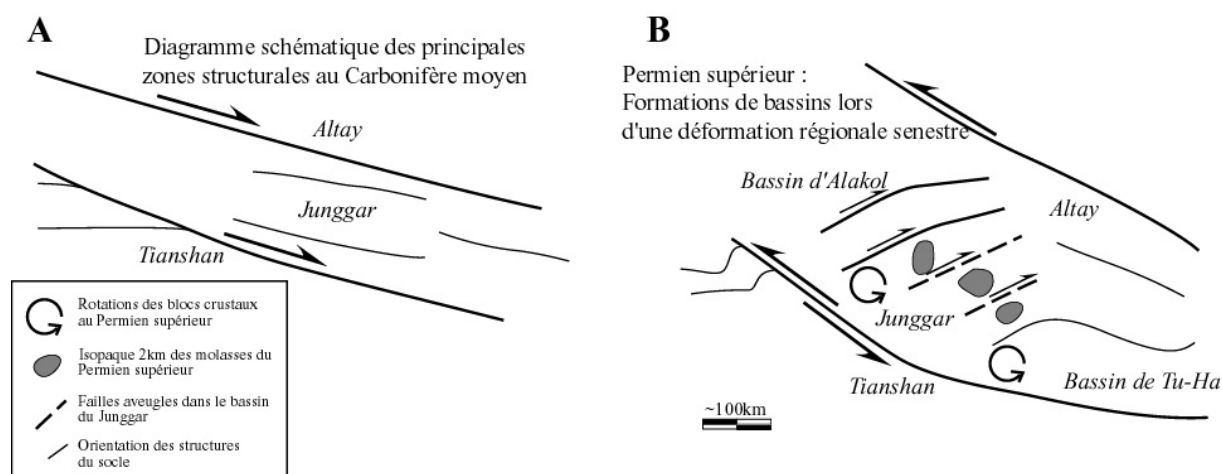 A
Diagramme schématique des principales
zones structurales au Carbonifère moyen
Altay
Junggar
Tianshan
Rotations des blocs crustaux
au Permien supérieur
Isopaque 2km des molasses du
Permien supérieur
Failles aveugles dans le bassin
du Junggar
Orientation des structures
du socle
B
Permien supérieur :
Formations de bassins lors
d'une déformation régionale senestre
Bassin d'Alakol
Altay
Junggar
Tianshan
Bassin de Tu-Ha
~100km